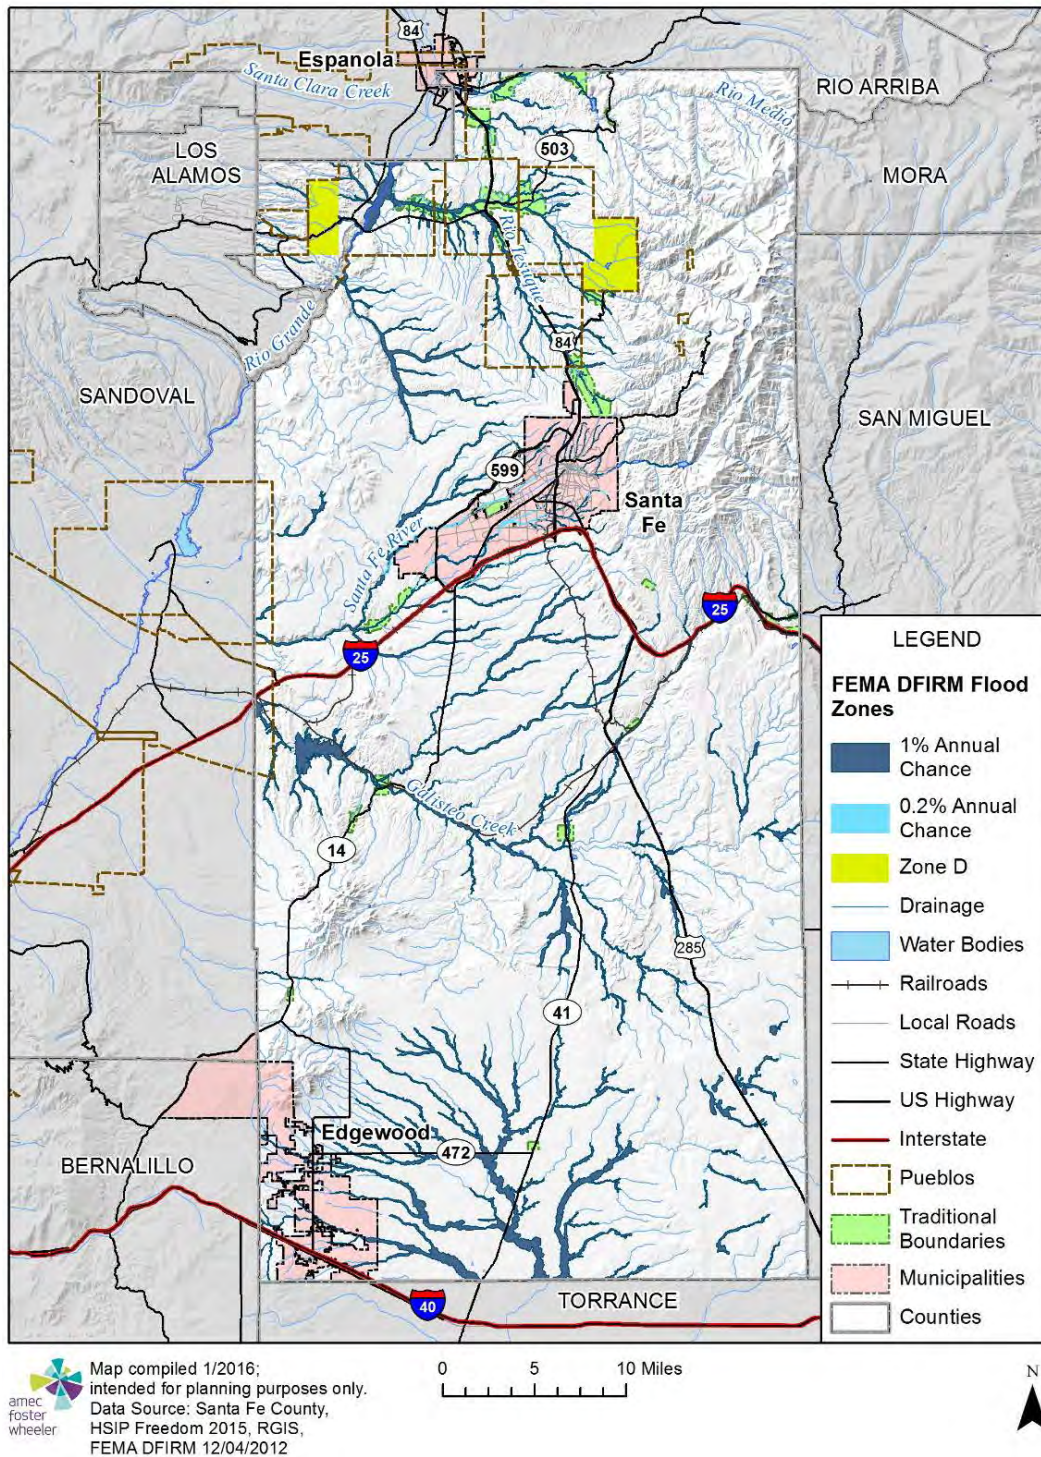 84
Espanola
Santa Clara Creek
RIO ARRIBA
Rio Medio
LOS
ALAMOS
503
MORA
Rio Tesuque
Rio Grande
84
SANDOVAL
SAN MIGUEL
599
Santa
Fe
Santa Fe River
25
25
Galisteo Creek
14
285
41
Edgewood
472
BERNALILLO
40
TORRANCE
LEGEND
FEMA DFIRM Flood
Zones
1% Annual
Chance
0.2% Annual
Chance
Zone D
Drainage
Water Bodies
Railroads
Local Roads
State Highway
US Highway
Interstate
Pueblos
Traditional
Boundaries
Municipalities
Counties
amec
foster
wheeler
Map compiled 1/2016;
intended for planning purposes only.
Data Source: Santa Fe County,
HSIP Freedom 2015, RGIS,
FEMA DFIRM 12/04/2012
0 5 10 Miles
N